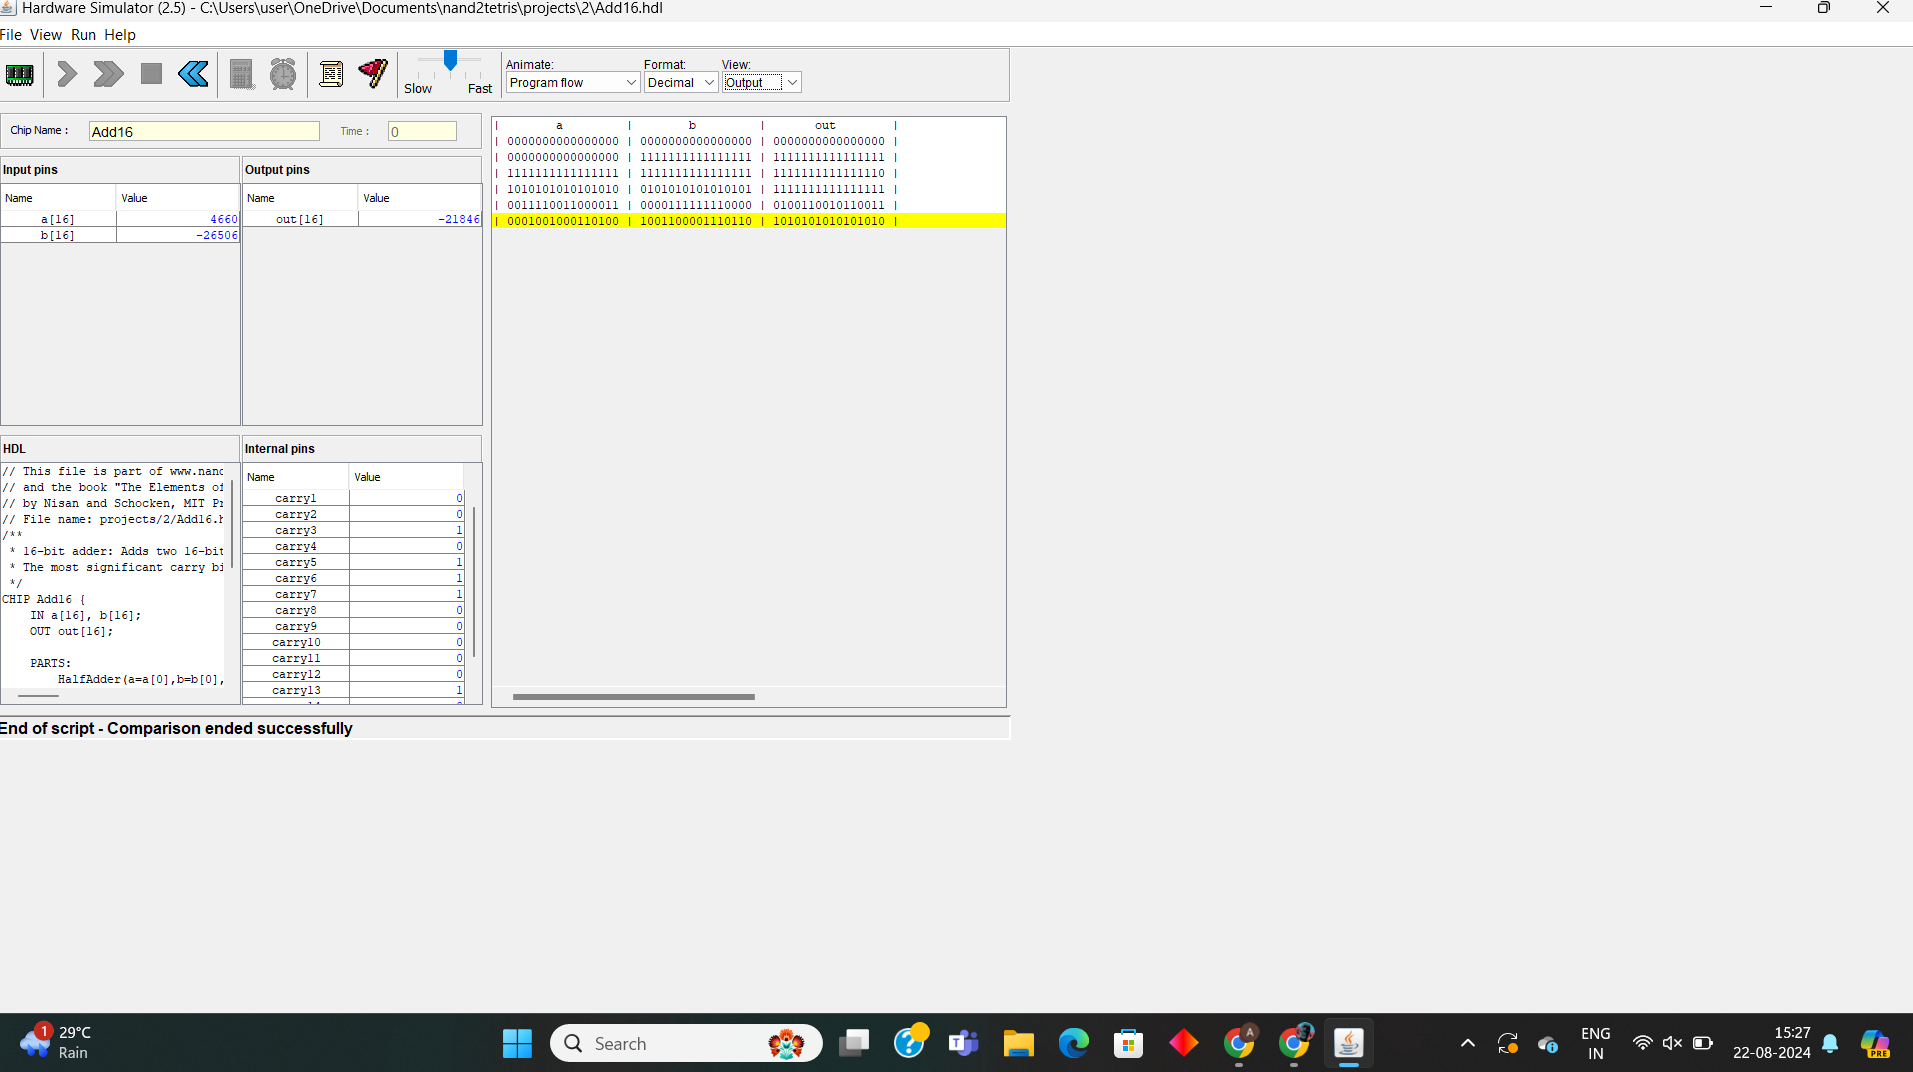 Hardware Simulator (2.5) - C:\Users\user\OneDrive\Documents\nand2tetris\projects\2\Add16.hdl
File View Run Help
Slow Fast
Animate: Format: View:
Program flow Decimal Output
Chip Name : Add16 Time : 0
Input pins
Name Value
a[16] 4660
b[16] -26506
Output pins
Name Value
out[16] -21846
HDL
// This file is part of www.nanc
// and the book "The Elements of
// by Nisan and Schocken, MIT Pr
// File name: projects/2/Add16.h
/**
* 16-bit adder: Adds two 16-bit
* The most significant carry bi
*/
CHIP Add16 {
IN a[16], b[16];
OUT out[16];
PARTS:
HalfAdder(a=a[0],b=b[0],
Internal pins
Name Value
carry1 0
carry2 0
carry3 1
carry4 0
carry5 1
carry6 1
carry7 1
carry8 0
carry9 0
carry10 0
carry11 0
carry12 0
carry13 1
| a | b | out |
| 0000000000000000 | 0000000000000000 | 0000000000000000 |
| 0000000000000000 | 1111111111111111 | 1111111111111111 |
| 1111111111111111 | 1111111111111111 | 1111111111111110 |
| 1010101010101010 | 0101010101010101 | 1111111111111111 |
| 0011110011000011 | 0000111111110000 | 0100110010110011 |
| 0001001000110100 | 1001100001110110 | 1010101010101010 |
End of script - Comparison ended successfully
1
29°C
Rain
Search
A
ENG
IN
15:27
22-08-2024
PRE